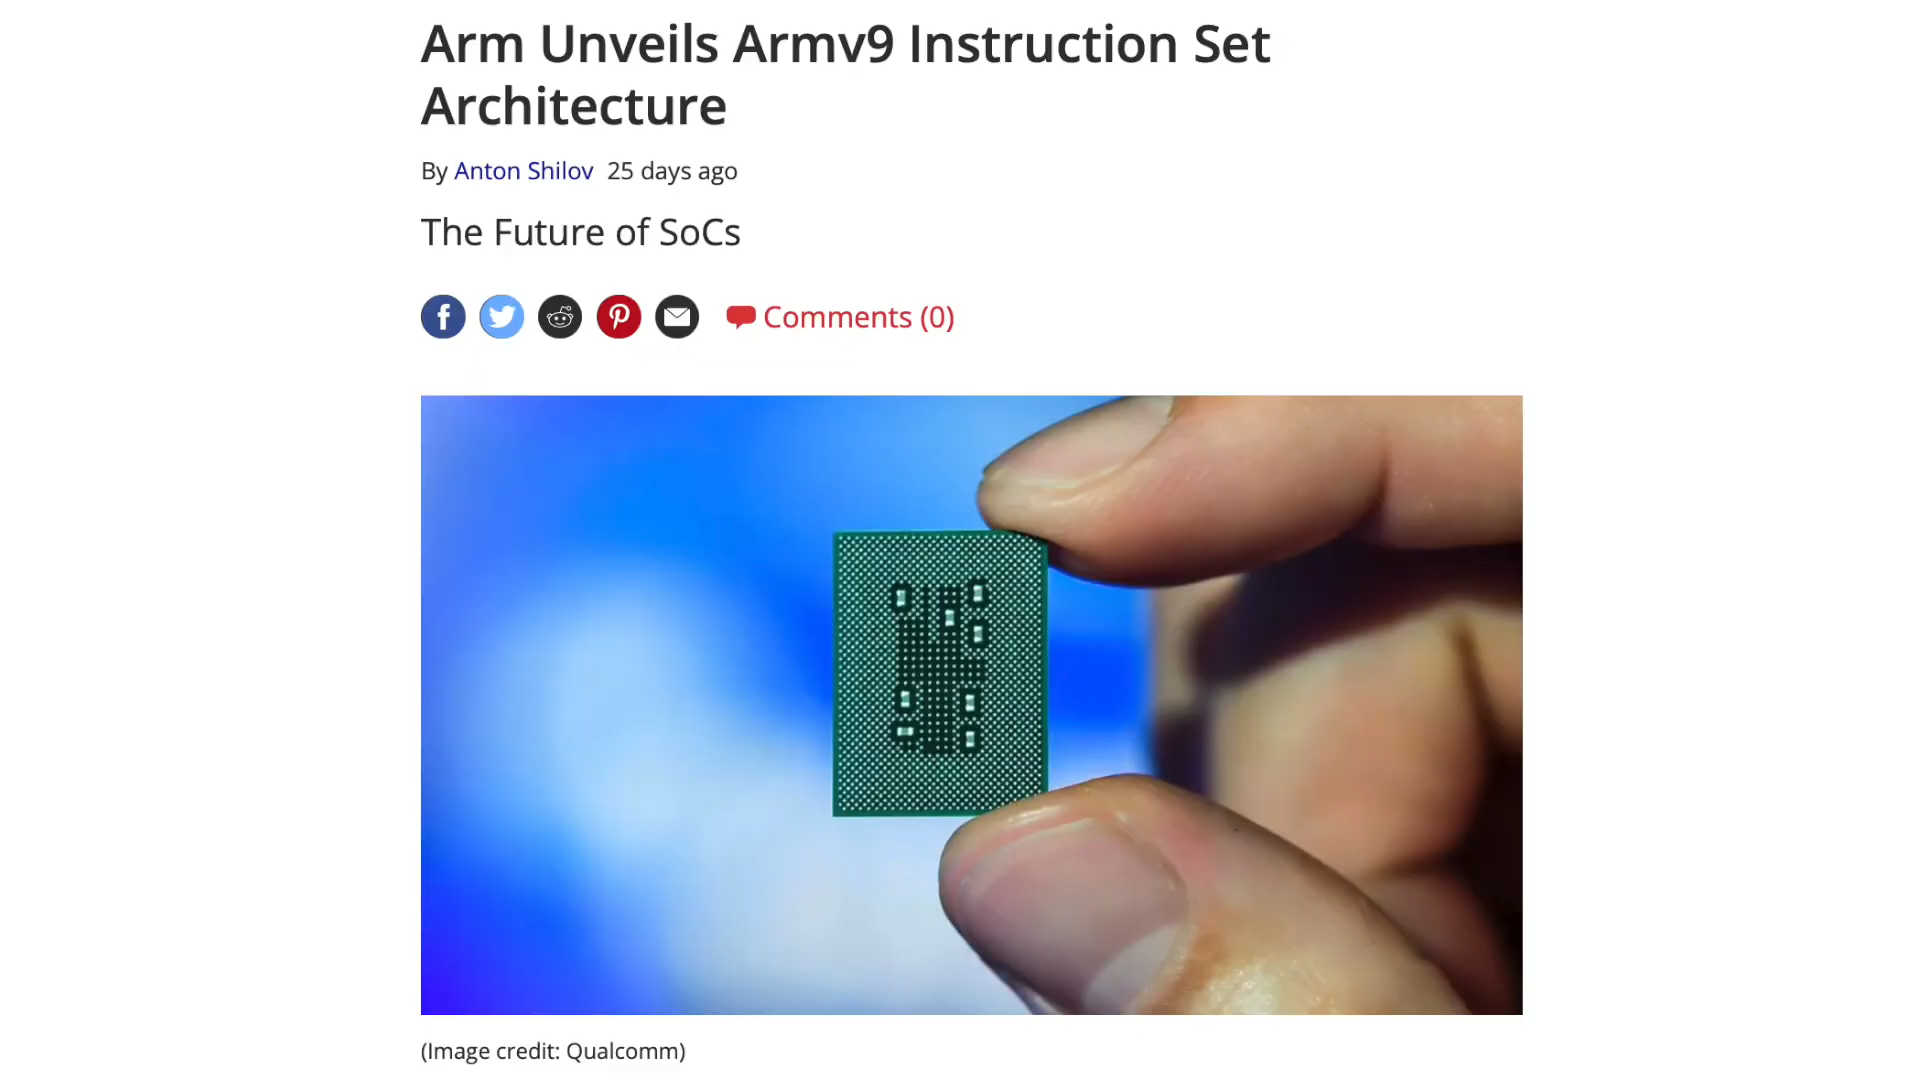 Arm Unveils Armv9 Instruction Set
Architecture
By Anton Shilov 25 days ago
The Future of SoCs
Comments (0)
(Image credit: Qualcomm)